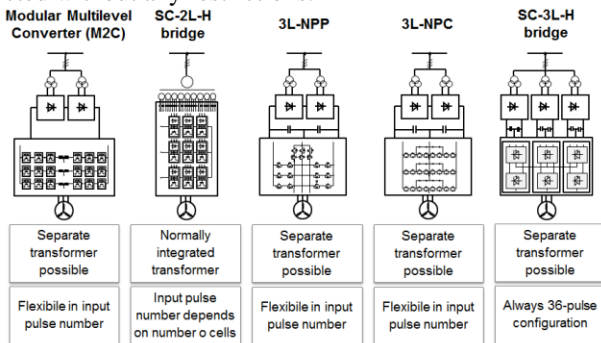 Modular Multilevel
Converter (M2C)
SC-2L-H
bridge
3L-NPP
3L-NPC
SC-3L-H
bridge
Separate
transformer
possible
Normally
integrated
transformer
Separate
transformer
possible
Separate
transformer
possible
Separate
transformer
possible
Flexibile in input
pulse number
Input pulse
number depends
on number o cells
Flexibile in input
pulse number
Flexibile in input
pulse number
Always 36-pulse
configuration